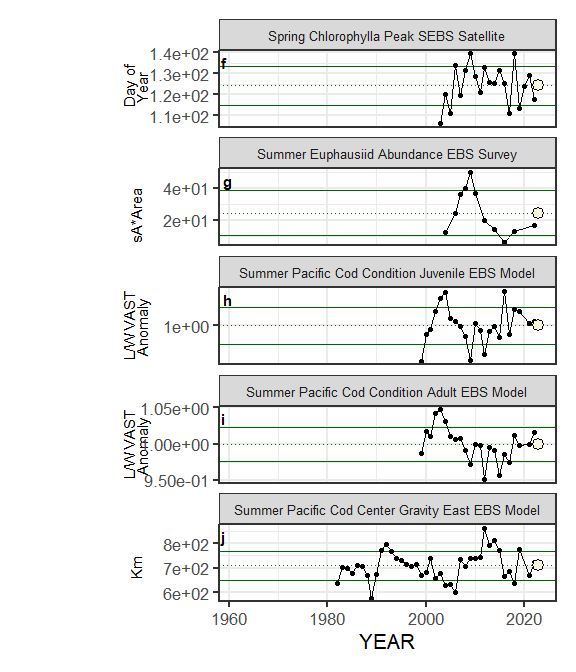 Spring Chlorophylla Peak SEBS Satellite
f
Day of
Year
1.4e+02
1.3e+02
1.2e+02
1.1e+02
Summer Euphausiid Abundance EBS Survey
g
sA*Area
4e+01
2e+01
Summer Pacific Cod Condition Juvenile EBS Model
h
L/W VAST
Anomaly
1e+00
Summer Pacific Cod Condition Adult EBS Model
i
L/W VAST
Anomaly
1.05e+00
1.00e+00
9.50e-01
Summer Pacific Cod Center Gravity East EBS Model
j
Km
8e+02
7e+02
6e+02
1960
1980
2000
2020
YEAR